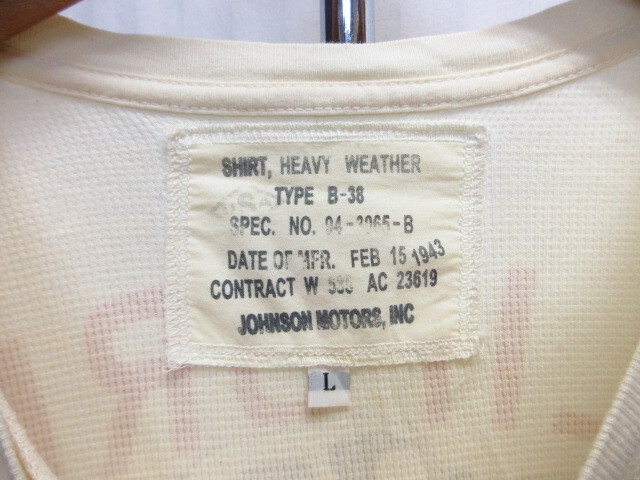 SHIRT, HEAVY WEATHER
TYPE B-38
SPEC. NO. 94-3065-B
DATE OF MFR. FEB 15 1943
CONTRACT W 535 AC 23619
JOHNSON MOTORS, INC
L